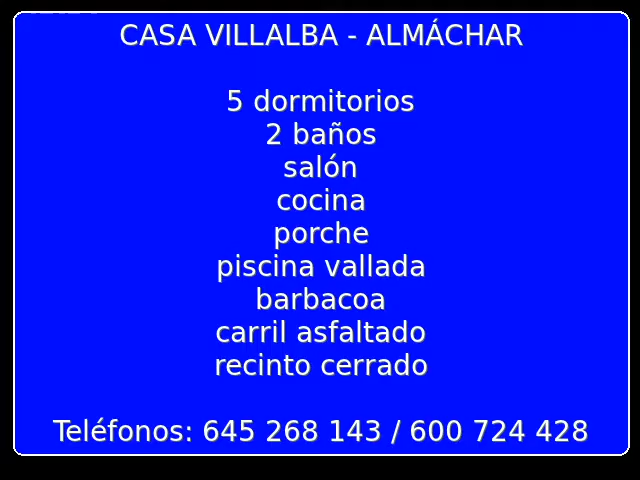 CASA VILLALBA - ALMÁCHAR
5 dormitorios
2 baños
salón
cocina
porche
piscina vallada
barbacoa
carril asfaltado
recinto cerrado
Teléfonos: 645 268 143 / 600 724 428